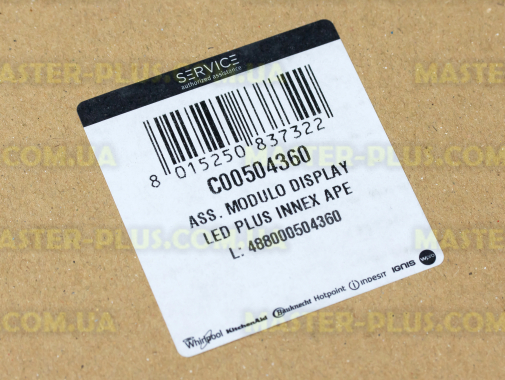 SERVICE
authorized assistance
8 015250 837322
C00504360
ASS. MODULO DISPLAY
LED PLUS INNEX APE
L: 488000504360
Whirlpool KitchenAid Bauknecht Hotpoint INDESIT IGNIS
MASTER-PLUS.COM.UA